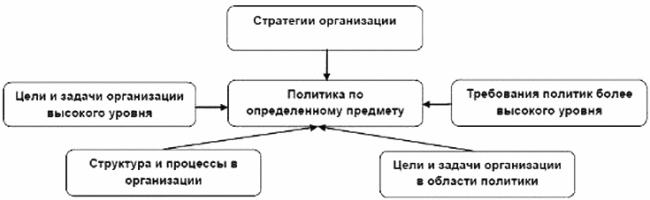 Стратегии организации
Цели и задачи организации
высокого уровня
Политика по
определенному предмету
Требования политик более
высокого уровня
Структура и процессы в
организации
Цели и задачи организации
в области политики